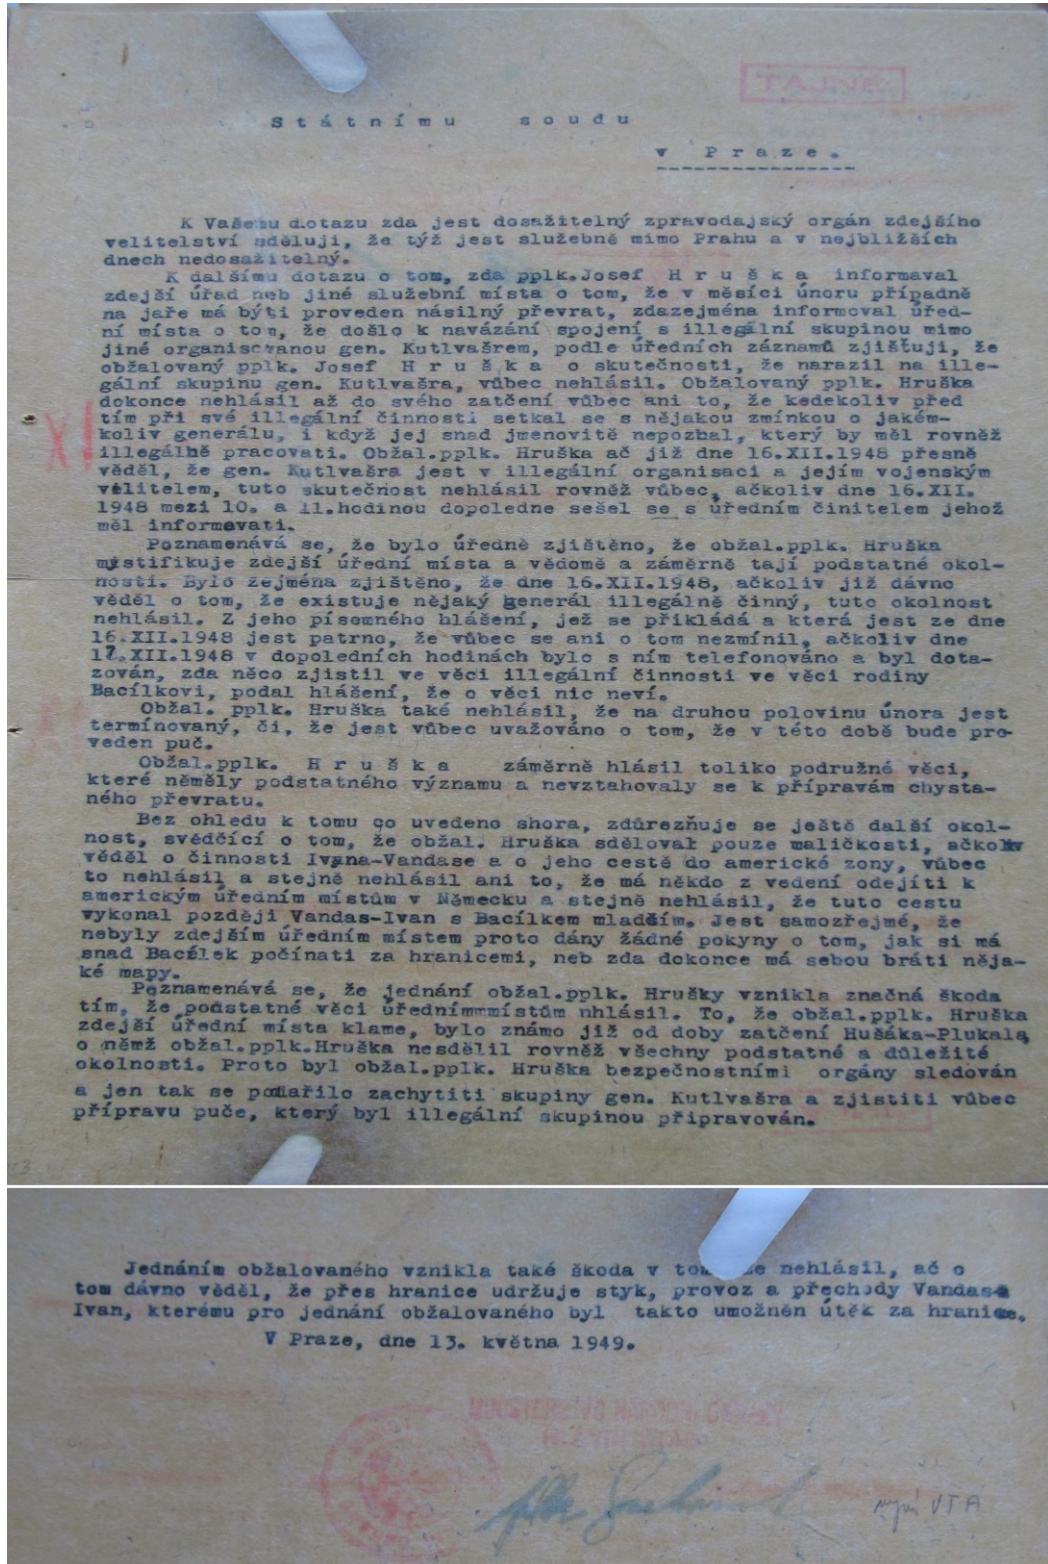 TAJNÉ
Státnímu soudu
v Praze.
K Vašemu dotazu zda jest dosažitelný zpravodajský orgán zdejšího
velitelství sděluji, že týž jest služebně mimo Prahu a v nejbližších
dnech nedosažitelný.
K dalšímu dotazu o tom, zda pplk.Josef Hruška informaval
zdejší úřad neb jiné služební místa o tom, že v měsíci únoru případně
na jaře má býti proveden násilný převrat, zdazejména informoval úřed-
ní místa o tom, že došlo k navázání spojení s illegální skupinou mimo
jiné organisovanou gen. Kutlvašrem, podle úředních záznamů zjišťuji, že
obžalovaný pplk. Josef Hruška o skutečnosti, že narazil na ille-
gální skupinu gen. Kutlvašra, vůbec nehlásil. Obžalovaný pplk. Hruška
dokonce nehlásil až do svého zatčení vůbec ani to, že kedekoliv před
tím při své illegální činnosti setkal se s nějakou zmínkou o jakém-
koliv generálu, i když jej snad jmenovitě nepozbal, který by měl rovněž
illegálně pracovati. Obžal.pplk. Hruška ač již dne 16.XII.1948 přesně
věděl, že gen. Kutlvašra jest v illegální organisaci a jejím vojenským
velitelem, tuto skutečnost nehlásil rovněž vůbec, ačkoliv dne 16.XII.
1948 mezi 10. a 11.hodinou dopoledne sešel se s úředním činitelem jehož
měl informovati.
Poznamenává se, že bylo úředně zjištěno, že obžal.pplk. Hruška
mystifikuje zdejší úřední místa a vědomě a záměrně tají podstatné okol-
nosti. Bylo zejména zjištěno, že dne 16.XII.1948, ačkoliv již dávno
věděl o tom, že existuje nějaký generál illegálně činný, tuto okolnost
nehlásil. Z jeho písemného hlášení, jež se přikládá a která jest ze dne
16.XII.1948 jest patrno, že vůbec se ani o tom nezmínil, ačkoliv dne
17.XII.1948 v dopoledních hodinách bylo s ním telefonováno a byl dota-
zován, zda něco zjistil ve věci illegální činnosti ve věci rodiny
Bacílkovi, podal hlášení, že o věci nic neví.
Obžal. pplk. Hruška také nehlásil, že na druhou polovinu února jest
termínovaný, či, že jest vůbec uvažováno o tom, že v této době bude pro-
veden puč.
Obžal.pplk. Hruška záměrně hlásil toliko podružné věci,
které něměly podstatného významu a nevztahovaly se k přípravám chysta-
ného převratu.
Bez ohledu k tomu co uvedeno shora, zdůrezňuje se ještě další okol-
nost, svědčící o tom, že obžal. Hruška sděloval pouze maličkosti, ačkoliv
věděl o činnosti Ivana-Vandase a o jeho cestě do americké zony, vůbec
to nehlásil a stejně nehlásil ani to, že má někdo z vedení odejíti k
americkým úředním místům v Německu a stejně nehlásil, že tuto cestu
vykonal později Vandas-Ivan s Bacílkem mladším. Jest samozřejmé, že
nebyly zdejším úředním místem proto dány žádné pokyny o tom, jak si má
snad Bacílek počínati za hranicemi, neb zda dokonce má sebou bráti něja-
ké mapy.
Poznamenává se, že jednání obžal.pplk. Hrušky vznikla značná škoda
tím, že podstatné věci úřednímmmístům nhlásil. To, že obžal.pplk. Hruška
zdejší úřední místa klame, bylo známo již od doby zatčení Hušáka-Plukala,
o němž obžal.pplk.Hruška nesdělil rovněž všechny podstatné a důležité
okolnosti. Proto byl obžal.pplk. Hruška bezpečnostními orgány sledován
a jen tak se podařilo zachytiti skupiny gen. Kutlvašra a zjistiti vůbec
přípravu puče, který byl illegální skupinou připravován.
Jednáním obžalovaného vznikla také škoda v tom že nehlásil, ač o
tom dávno věděl, že přes hranice udržuje styk, provoz a přechody Vandas-
Ivan, kterému pro jednání obžalovaného byl takto umožněn útěk za hranice.
V Praze, dne 13. května 1949.
VTA